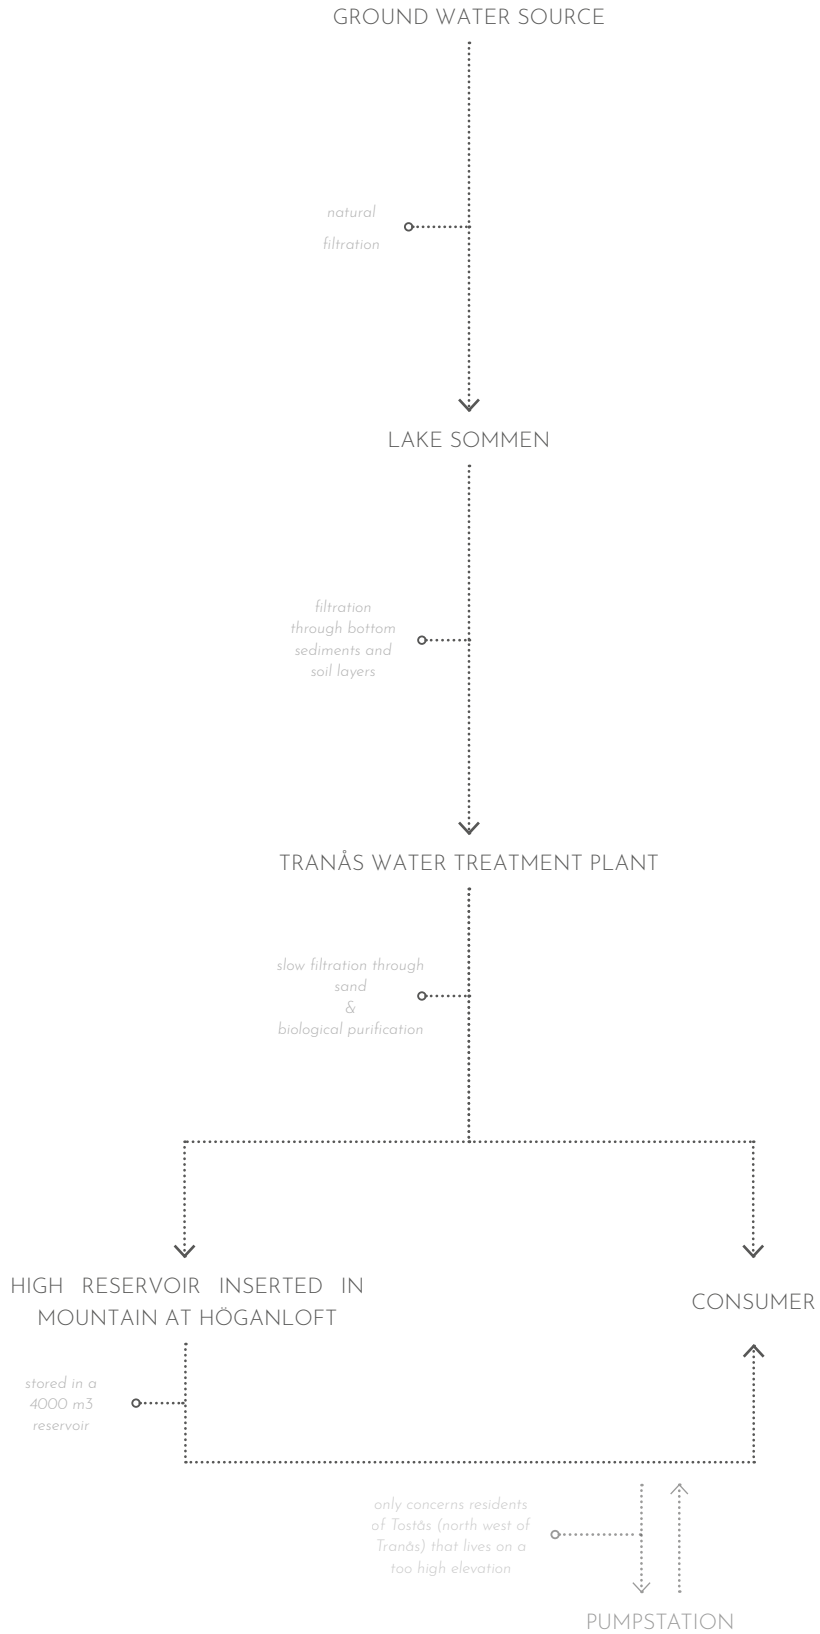 GROUND WATER SOURCE
natural
filtration
LAKE SOMMEN
filtration
through bottom
sediments and
soil layers
TRANÅS WATER TREATMENT PLANT
slow filtration through
sand
&
biological purification
HIGH RESERVOIR INSERTED IN
MOUNTAIN AT HÖGANLOFT
CONSUMER
stored in a
4000 m3
reservoir
only concerns residents
of Tostås (north west of
Tranås) that lives on a
too high elevation
PUMPSTATION